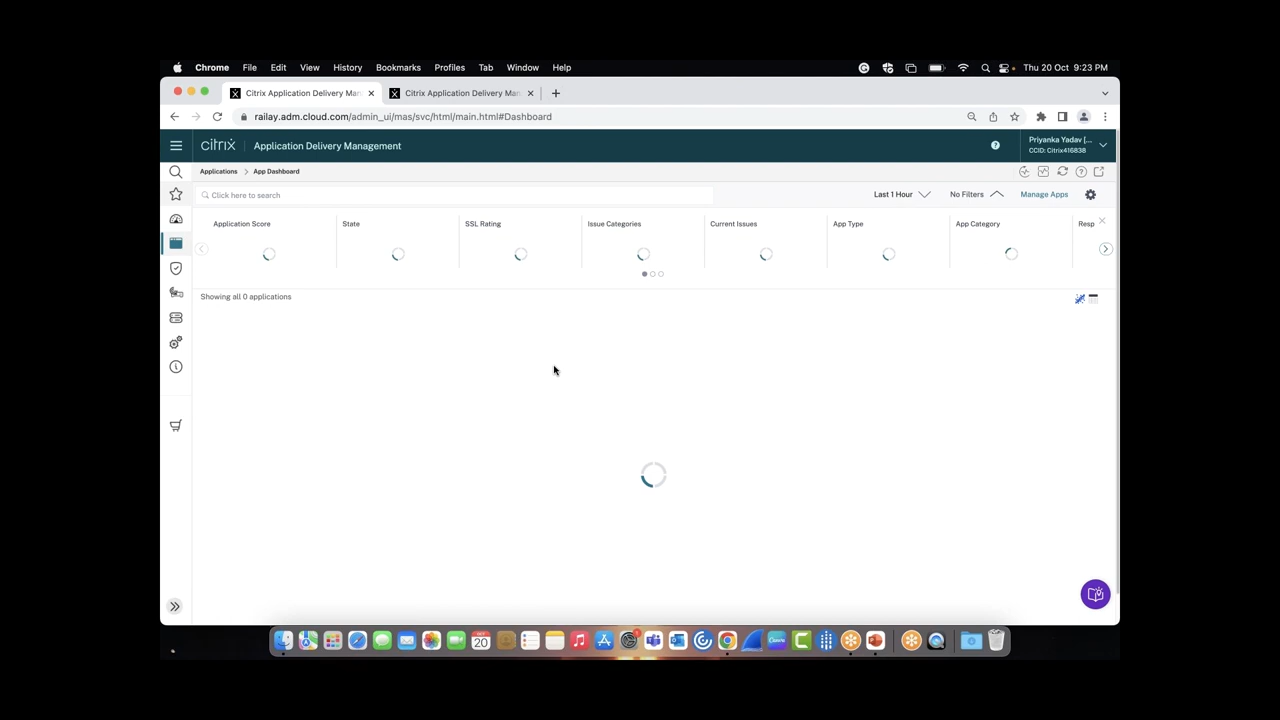 Chrome File Edit View History Bookmarks Profiles Tab Window Help Thu 20 Oct 9:23 PM
Citrix Application Delivery Man Citrix Application Delivery Man
railay.adm.cloud.com/admin_ui/mas/svc/html/main.html#Dashboard
citrix Application Delivery Management
Priyanka Yadav [...
CCID: Citrix416838
Applications > App Dashboard
Click here to search Last 1 Hour No Filters Manage Apps
Application Score State SSL Rating Issue Categories Current Issues App Type App Category Resp
Showing all 0 applications